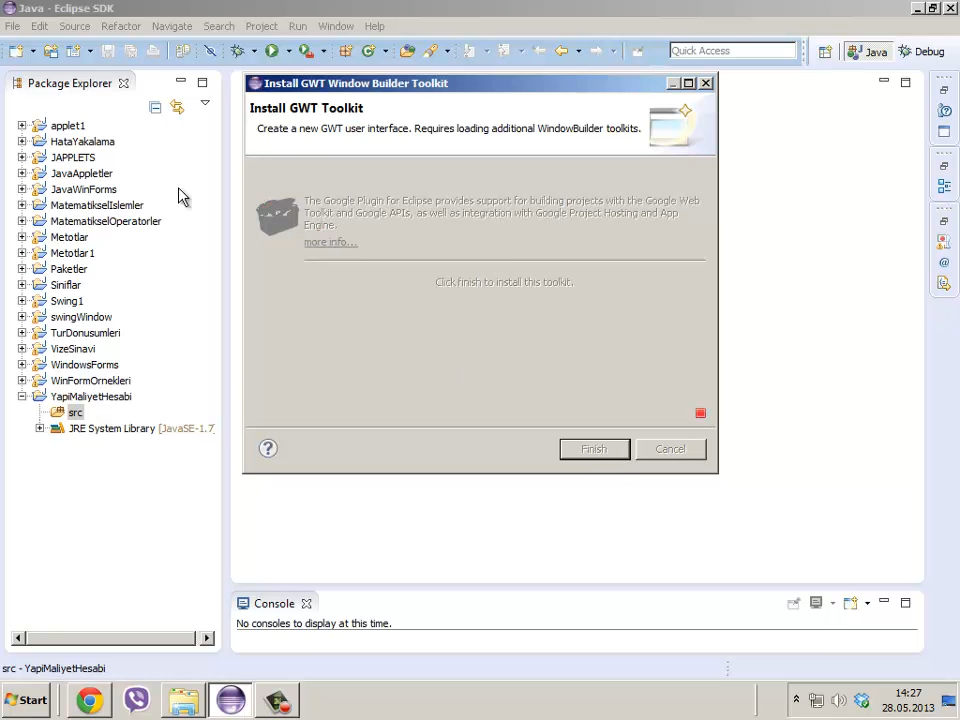 Java - Eclipse SDK
File Edit Source Refactor Navigate Search Project Run Window Help
Quick Access
Java
Debug
Package Explorer
applet1
HataYakalama
JAPPLETS
JavaAppletler
JavaWinForms
MatematikselIslemler
MatematikselOperatorler
Metotlar
Metotlar1
Paketler
Siniflar
Swing1
swingWindow
TurDonusumleri
VizeSinavi
WindowsForms
WinFormOrnekleri
YapiMaliyetHesabi
src
JRE System Library [JavaSE-1.7]
Install GWT Window Builder Toolkit
Install GWT Toolkit
Create a new GWT user interface. Requires loading additional WindowBuilder toolkits.
The Google Plugin for Eclipse provides support for building projects with the Google Web
Toolkit and Google APIs, as well as integration with Google Project Hosting and App
Engine.
more info...
Click finish to install this toolkit.
Finish
Cancel
Console
No consoles to display at this time.
src - YapiMaliyetHesabi
Start
14:27
28.05.2013